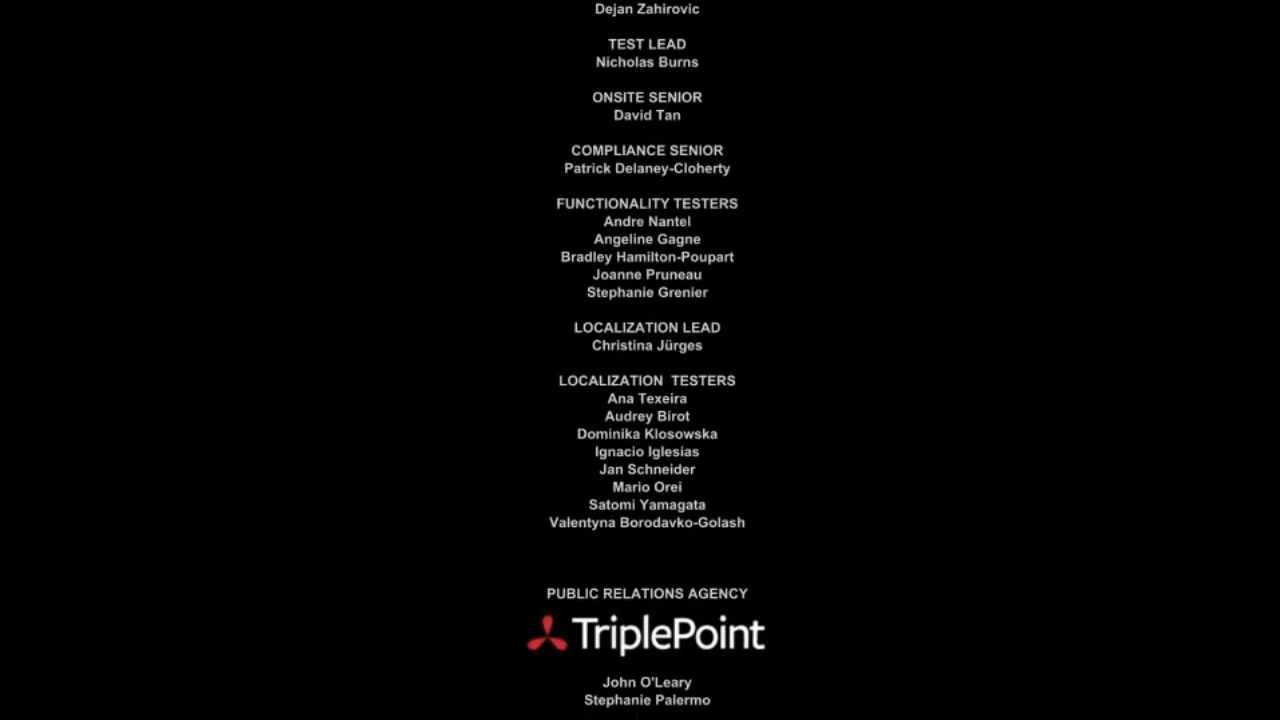 Dejan Zahirovic
TEST LEAD
Nicholas Burns
ONSITE SENIOR
David Tan
COMPLIANCE SENIOR
Patrick Delaney-Cloherty
FUNCTIONALITY TESTERS
Andre Nantel
Angeline Gagne
Bradley Hamilton-Poupart
Joanne Pruneau
Stephanie Grenier
LOCALIZATION LEAD
Christina Jürges
LOCALIZATION  TESTERS
Ana Texeira
Audrey Birot
Dominika Klosowska
Ignacio Iglesias
Jan Schneider
Mario Orei
Satomi Yamagata
Valentyna Borodavko-Golash
PUBLIC RELATIONS AGENCY
TriplePoint
John O'Leary
Stephanie Palermo